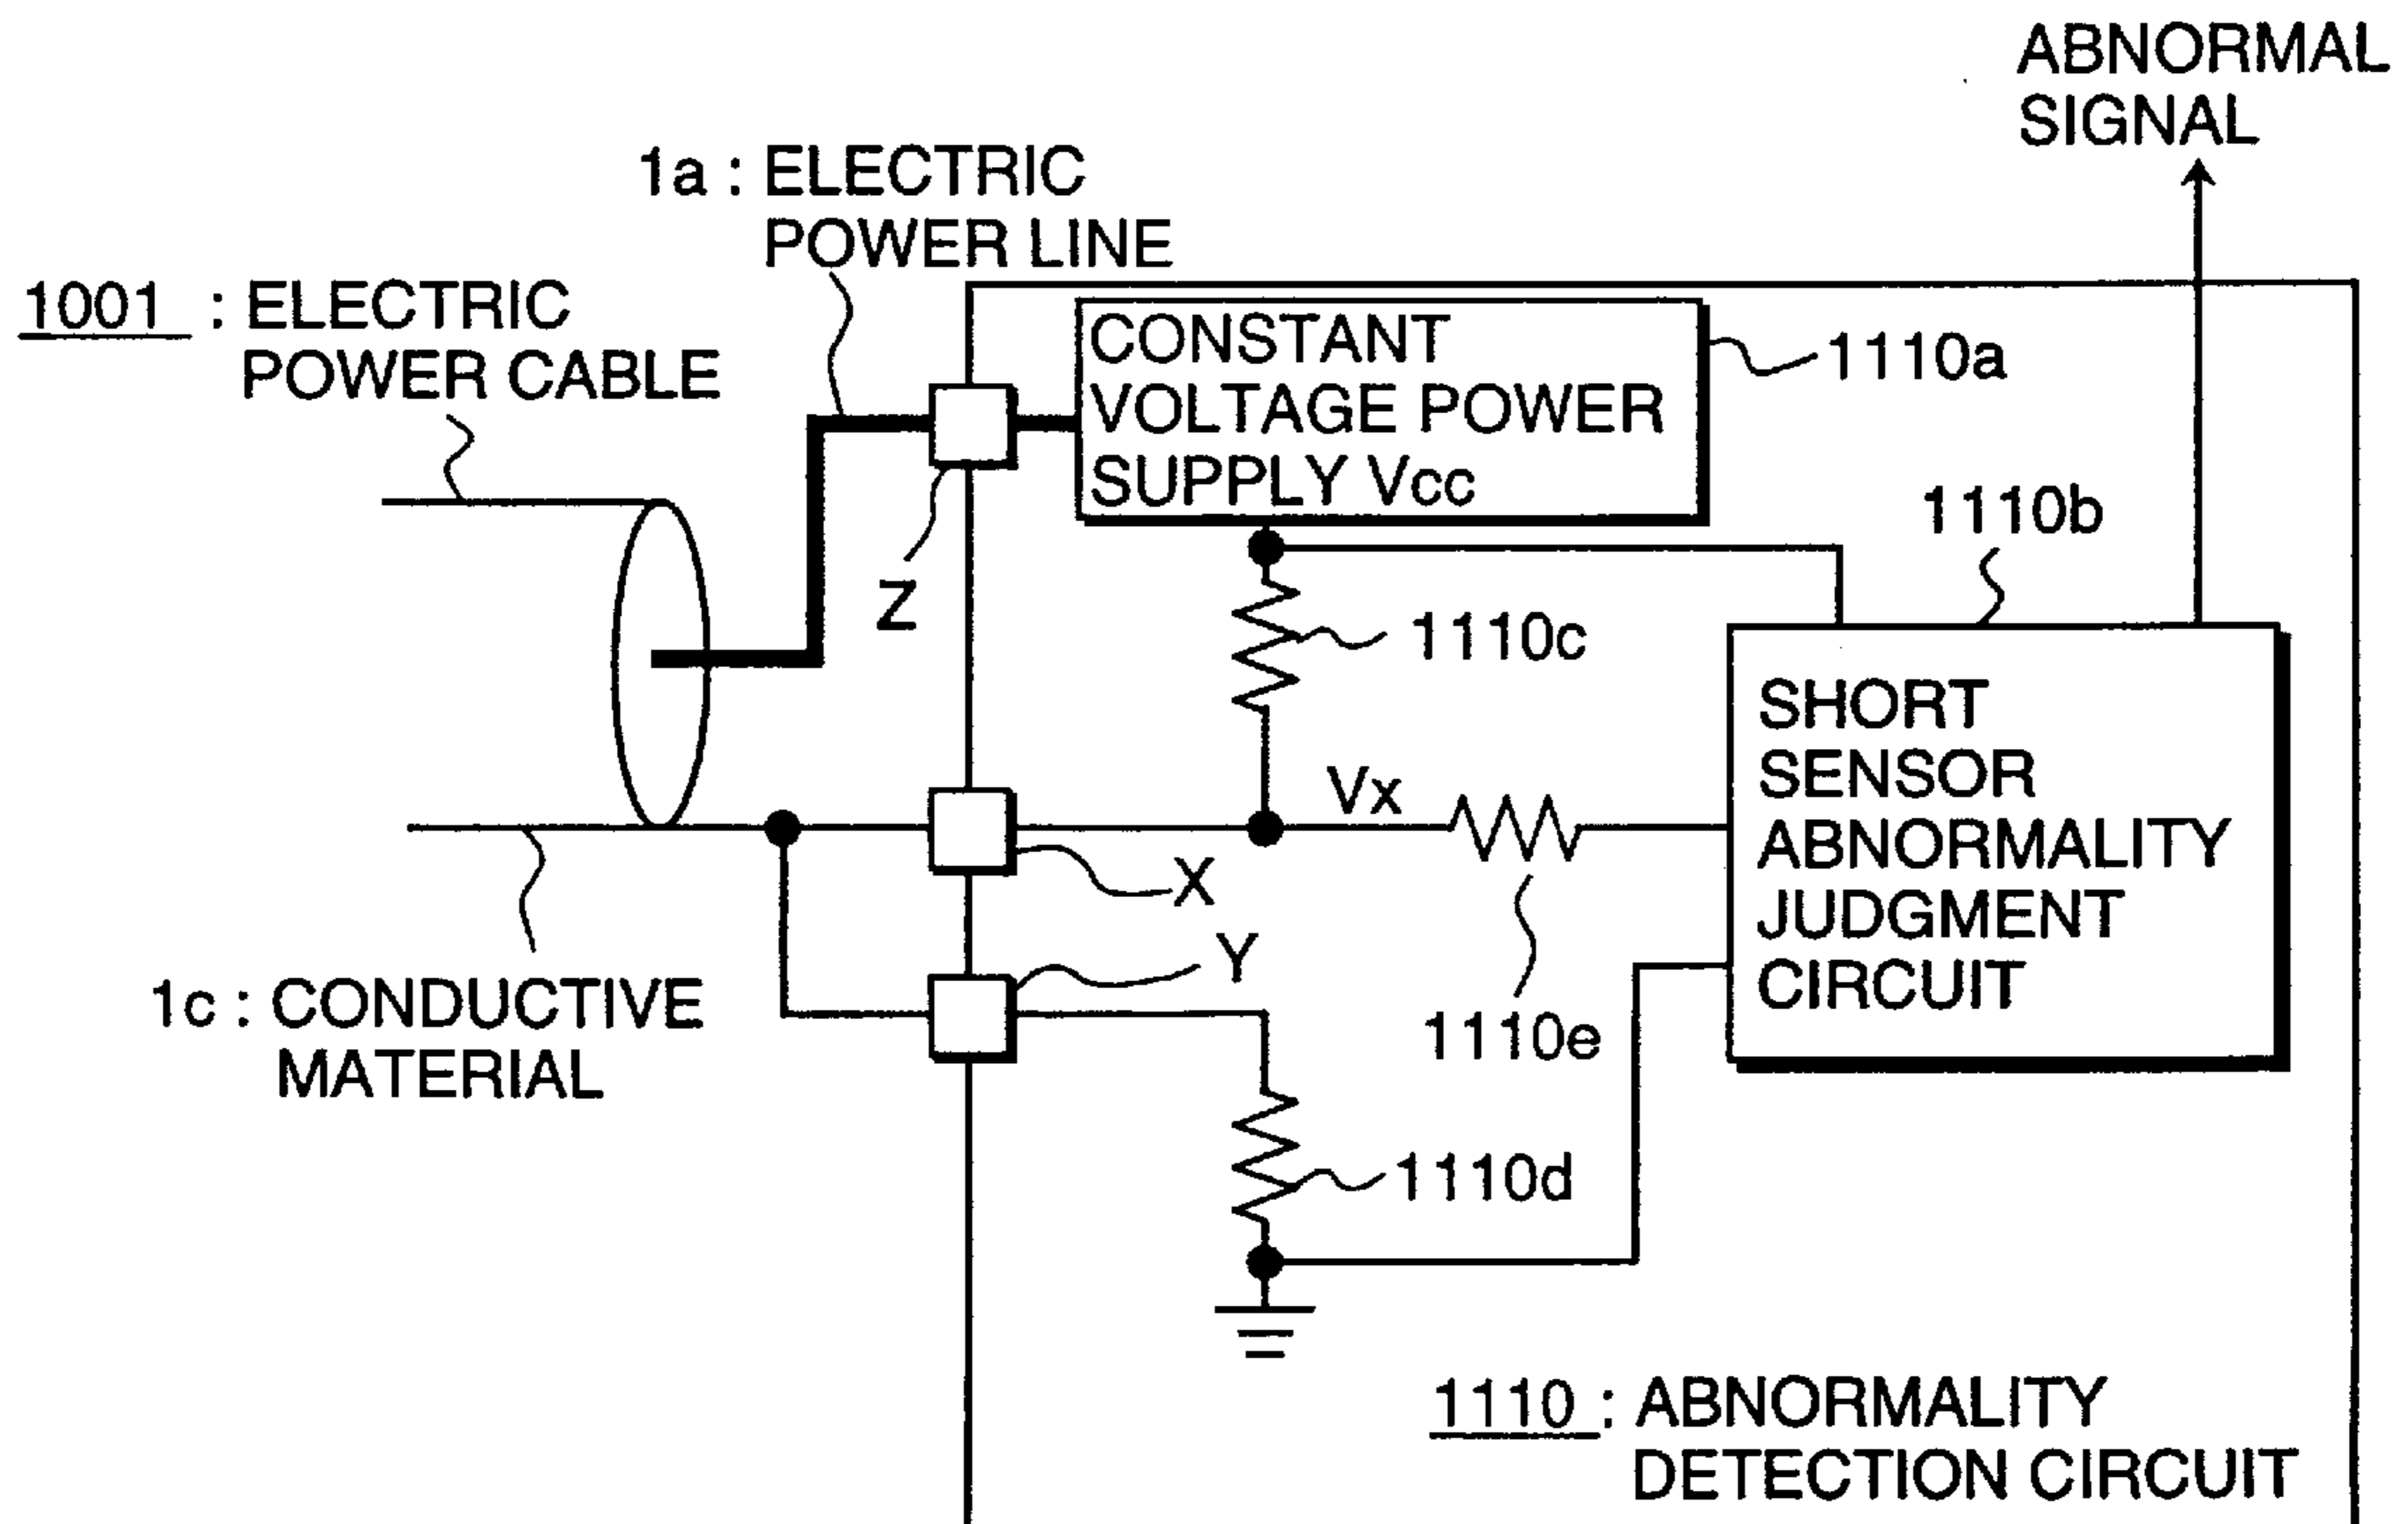 ABNORMAL
SIGNAL
1a : ELECTRIC
POWER LINE
1001 : ELECTRIC
POWER CABLE
CONSTANT
VOLTAGE POWER
SUPPLY Vcc
1110a
1110b
Z
1110c
SHORT
SENSOR
ABNORMALITY
JUDGMENT
CIRCUIT
Vx
X
Y
1c : CONDUCTIVE
MATERIAL
1110e
1110d
1110 : ABNORMALITY
DETECTION CIRCUIT